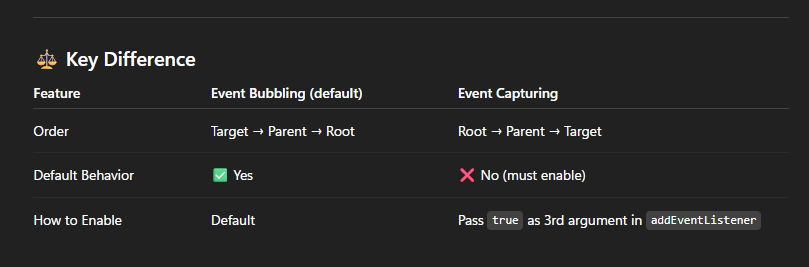 ⚖️ Key Difference
Feature Event Bubbling (default) Event Capturing
Order Target → Parent → Root Root → Parent → Target
Default Behavior ✅ Yes ❌ No (must enable)
How to Enable Default Pass true as 3rd argument in addEventListener